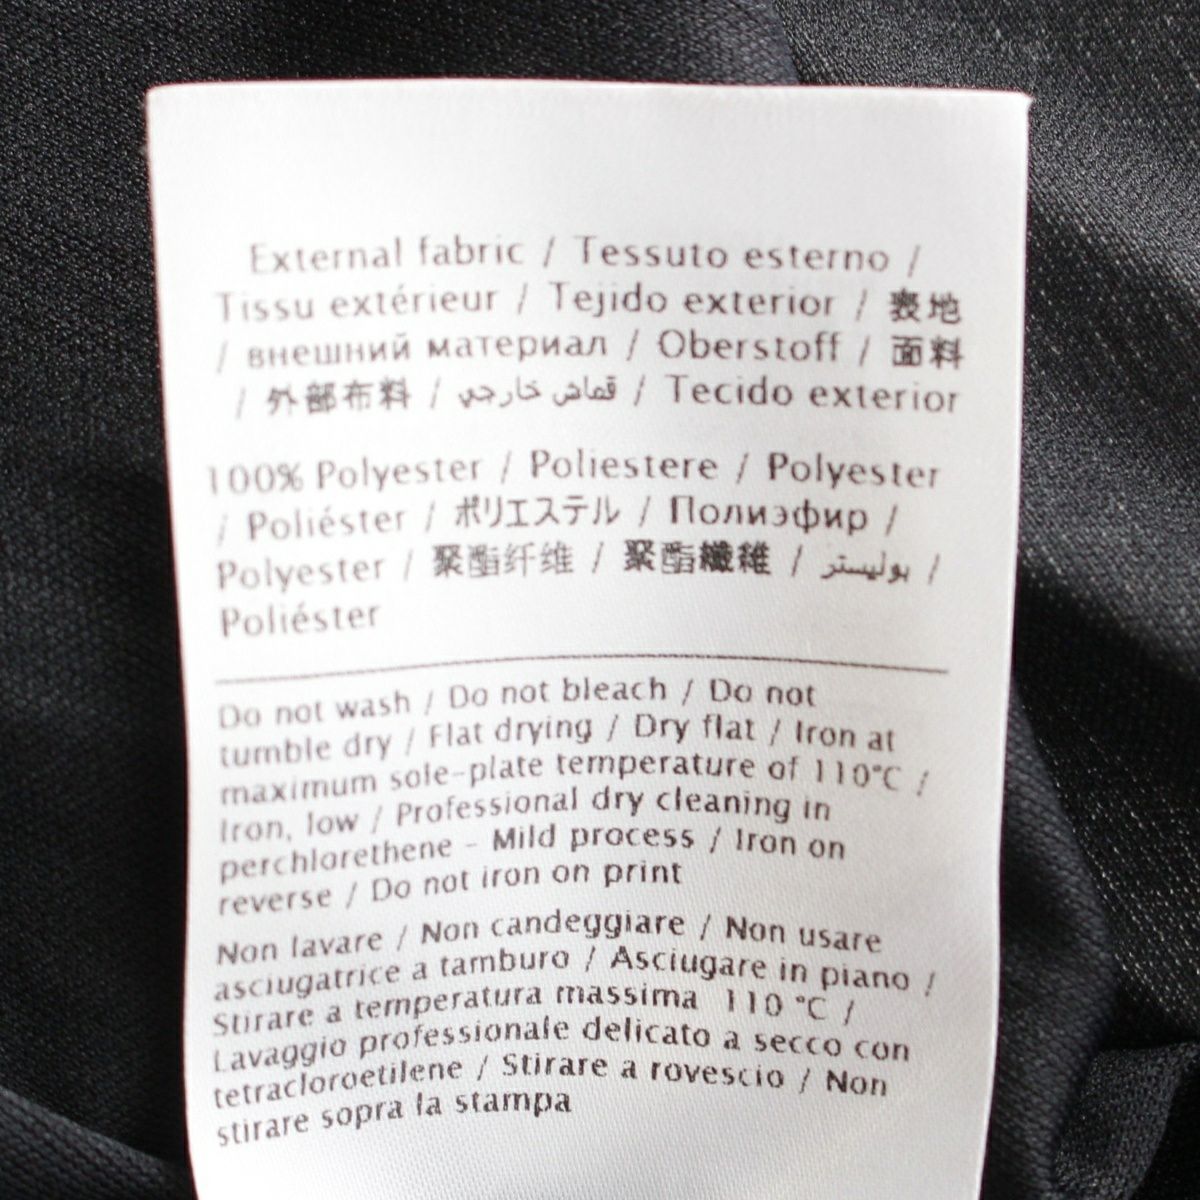 External fabric / Tessuto esterno /
Tissu extérieur / Tejido exterior / 表地
/ внешний материал / Oberstoff / 面料
/ 外部布料 / قماش خارجي / Tecido exterior
100% Polyester / Poliestere / Polyester
/ Poliéster / ポリエステル / Полиэфир /
Polyester / 聚酯纤维 / 聚酯纖維 / بوليستر /
Poliéster
Do not wash / Do not bleach / Do not
tumble dry / Flat drying / Dry flat / Iron at
maximum sole-plate temperature of 110°C /
Iron, low / Professional dry cleaning in
perchlorethene - Mild process / Iron on
reverse / Do not iron on print
Non lavare / Non candeggiare / Non usare
asciugatrice a tamburo / Asciugare in piano /
Stirare a temperatura massima 110 °C /
Lavaggio professionale delicato a secco con
tetracloroetilene / Stirare a rovescio / Non
stirare sopra la stampa